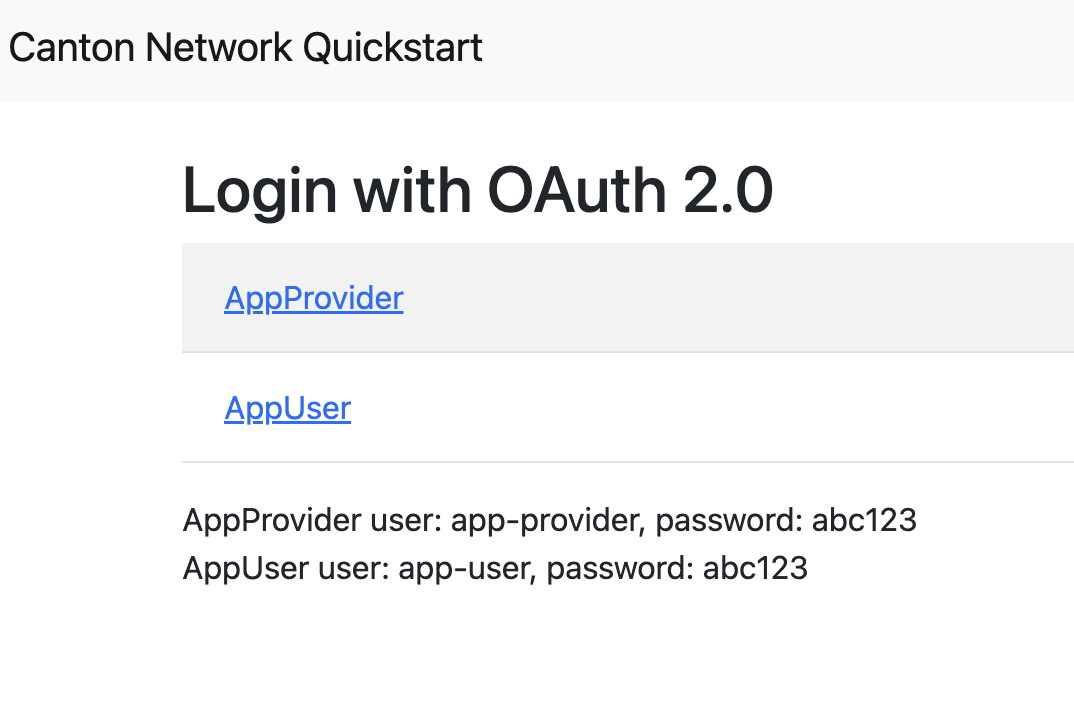 Canton Network Quickstart
Login with OAuth 2.0
AppProvider
AppUser
AppProvider user: app-provider, password: abc123
AppUser user: app-user, password: abc123